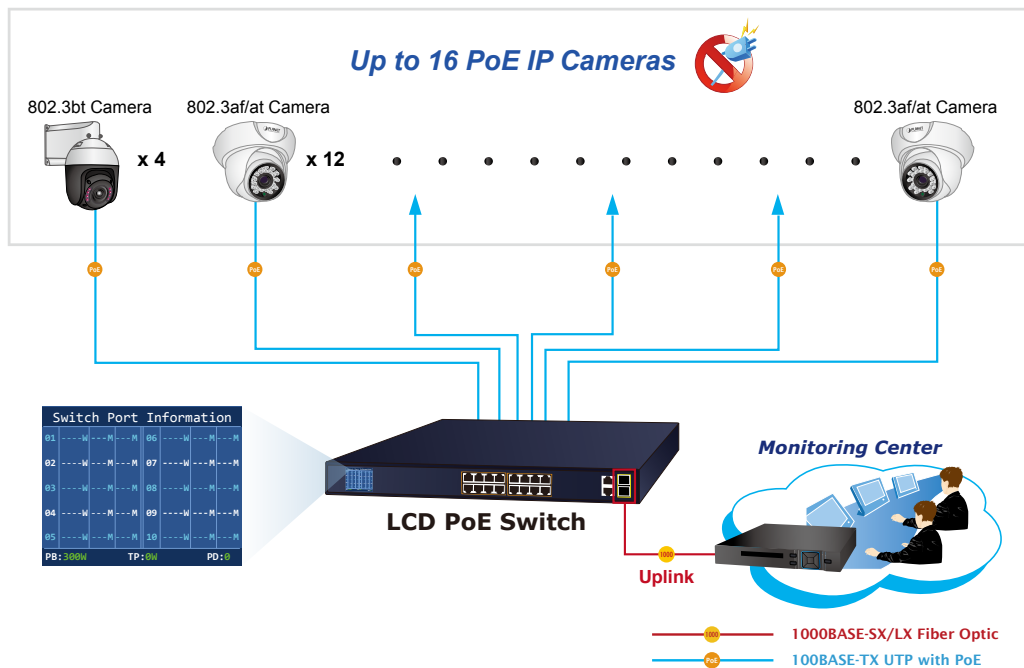 Up to 16 PoE IP Cameras
802.3bt Camera
802.3af/at Camera
802.3af/at Camera
x 4
x 12
PLANET
PLANET
PoE
PoE
PoE
PoE
PoE
PoE
Switch Port Information
01 ----W ---M ---M 06 ----W ---M ---M
02 ----W ---M ---M 07 ----W ---M ---M
03 ----W ---M ---M 08 ----W ---M ---M
04 ----W ---M ---M 09 ----W ---M ---M
05 ----W ---M ---M 10 ----W ---M ---M
PB:300W TP:0W PD:0
LCD PoE Switch
Monitoring Center
1000
Uplink
1000 1000BASE-SX/LX Fiber Optic
PoE 100BASE-TX UTP with PoE